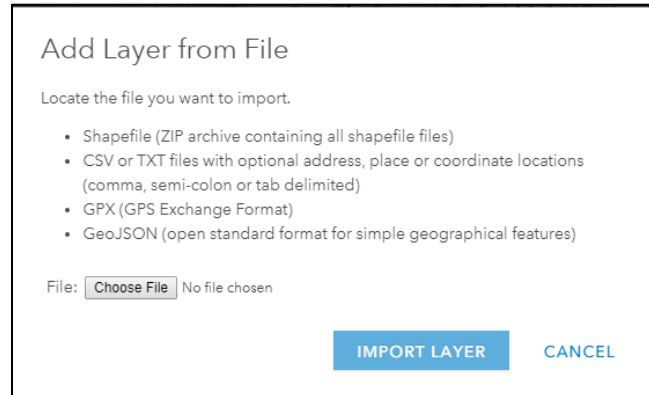 Add Layer from File
Locate the file you want to import.
• Shapefile (ZIP archive containing all shapefile files)
• CSV or TXT files with optional address, place or coordinate locations
(comma, semi-colon or tab delimited)
• GPX (GPS Exchange Format)
• GeoJSON (open standard format for simple geographical features)
File: Choose File No file chosen
IMPORT LAYER CANCEL